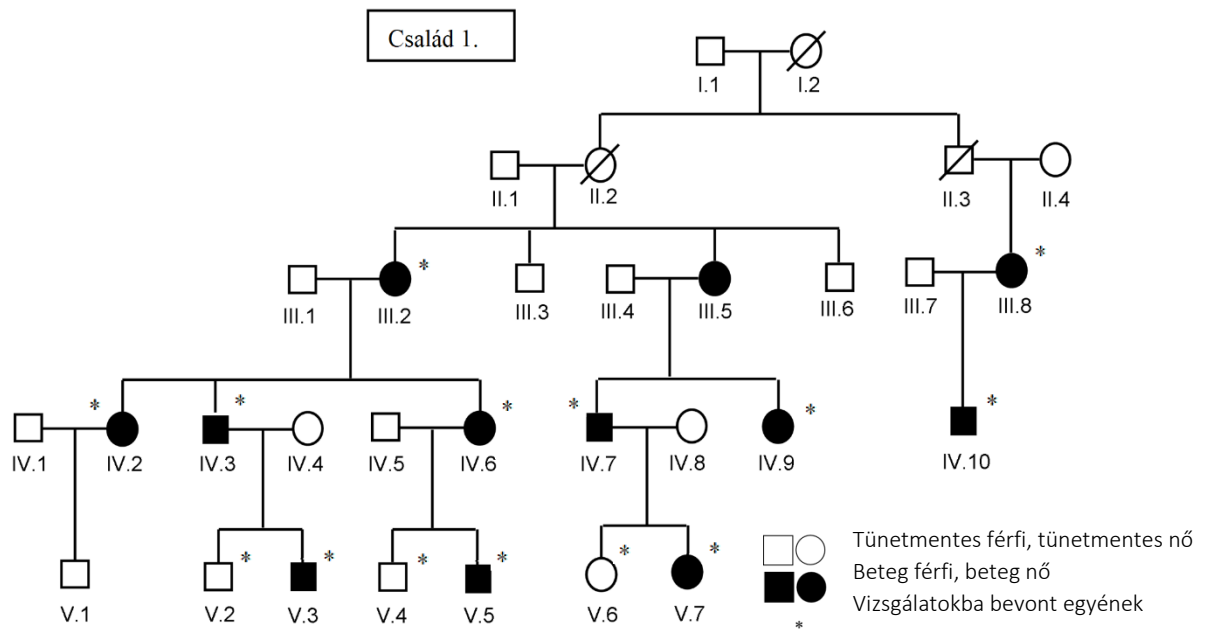 Család 1.
I.1 I.2
II.1 II.2 II.3 II.4
III.1 III.2 * III.3 III.4 III.5 III.6 III.7 III.8 *
IV.1 * IV.2 * IV.3 IV.4 IV.5 * IV.6 * IV.7 IV.8 * IV.9 * IV.10
V.1 V.2 * V.3 * V.4 * V.5 * V.6 * V.7 *
Tünetmentes férfi, tünetmentes nő
Beteg férfi, beteg nő
Vizsgálatokba bevont egyének
*